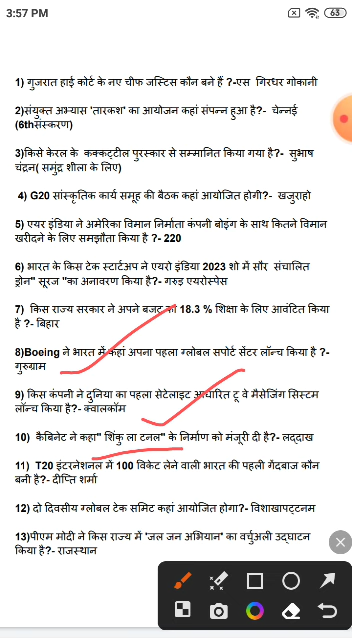 3:57 PM
63
1) गुजरात हाई कोर्ट के नए चीफ जस्टिस कौन बने हैं ?-एस गिरधर गोकानी
2)संयुक्त अभ्यास 'तारकश' का आयोजन कहां संपन्न हुआ है?- चेन्नई
(6thसंस्करण)
3)किसे केरल के कक्कट्टील पुरस्कार से सम्मानित किया गया है?- सुभाष
चंद्रन( समुंद्र शीला के लिए)
4) G20 सांस्कृतिक कार्य समूह की बैठक कहां आयोजित होगी?- खजुराहो
5) एयर इंडिया ने अमेरिका विमान निर्माता कंपनी बोइंग के साथ कितने विमान
खरीदने के लिए समझौता किया है ?- 220
6) भारत के किस टेक स्टार्टअप ने एयरो इंडिया 2023 शो में सौर संचालित
ड्रोन" सूरज "का अनावरण किया है?- गरुड़ एयरोस्पेस
7) किस राज्य सरकार ने अपने बजट का 18.3 % शिक्षा के लिए आवंटित किया
है ?- बिहार
8)Boeing ने भारत में कहां अपना पहला ग्लोबल सपोर्ट सेंटर लॉन्च किया है ?-
गुरुग्राम
9) किस कंपनी ने दुनिया का पहला सेटेलाइट आधारित टू वे मैसेजिंग सिस्टम
लॉन्च किया है?- क्वालकॉम
10) कैबिनेट ने कहा" शिंकु ला टनल" के निर्माण को मंजूरी दी है?- लद्दाख
11) T20 इंटरनेशनल में 100 विकेट लेने वाली भारत की पहली गेंदबाज कौन
बनी है?- दीप्ति शर्मा
12) दो दिवसीय ग्लोबल टेक समिट कहां आयोजित होगा?- विशाखापट्टनम
13)पीएम मोदी ने किस राज्य में 'जल जन अभियान' का वर्चुअली उद्घाटन
किया है?- राजस्थान